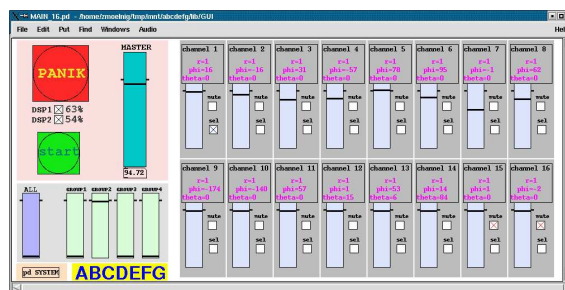 MAIN_16.pd - /home/zmoelnig/tmp/mnt/abcdefg/lib/GUI
File Edit Put Find Windows Audio Hel
PANIK
DSP1 63%
DSP2 54%
start
MASTER
94.72
ALL group1 group2 group3 group4
pd SYSTEM
ABCDEFG
channel 1 channel 2 channel 3 channel 4 channel 5 channel 6 channel 7 channel 8
r=1 r=1 r=1 r=1 r=1 r=1 r=1 r=1
phi=16 phi=-16 phi=31 phi=-57 phi=70 phi=95 phi=-1 phi=62
theta=0 theta=0 theta=0 theta=0 theta=0 theta=0 theta=0 theta=0
mute mute mute mute mute mute mute mute
sel sel sel sel sel sel sel sel
channel 9 channel 10 channel 11 channel 12 channel 13 channel 14 channel 15 channel 16
r=1 r=1 r=1 r=1 r=1 r=1 r=1 r=1
phi=-174 phi=-140 phi=57 phi=1 phi=53 phi=14 phi=1 phi=-2
theta=0 theta=0 theta=0 theta=15 theta=6 theta=84 theta=0 theta=0
mute mute mute mute mute mute mute mute
sel sel sel sel sel sel sel sel